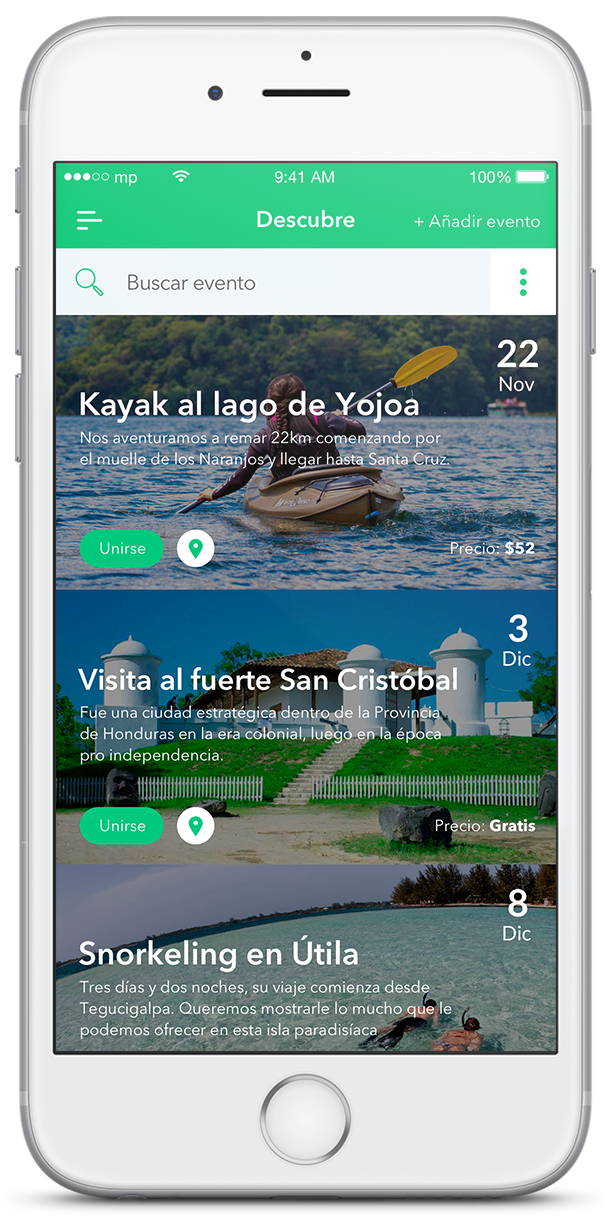 mp 9:41 AM 100%
Descubre + Añadir evento
Buscar evento
22
Nov
Kayak al lago de Yojoa
Nos aventuramos a remar 22km comenzando por
el muelle de los Naranjos y llegar hasta Santa Cruz.
Unirse Precio: $52
3
Dic
Visita al fuerte San Cristóbal
Fue una ciudad estratégica dentro de la Provincia
de Honduras en la era colonial, luego en la época
pro independencia.
Unirse Precio: Gratis
8
Dic
Snorkeling en Útila
Tres días y dos noches, su viaje comienza desde
Tegucigalpa. Queremos mostrarle lo mucho que le
podemos ofrecer en esta isla paradisíaca